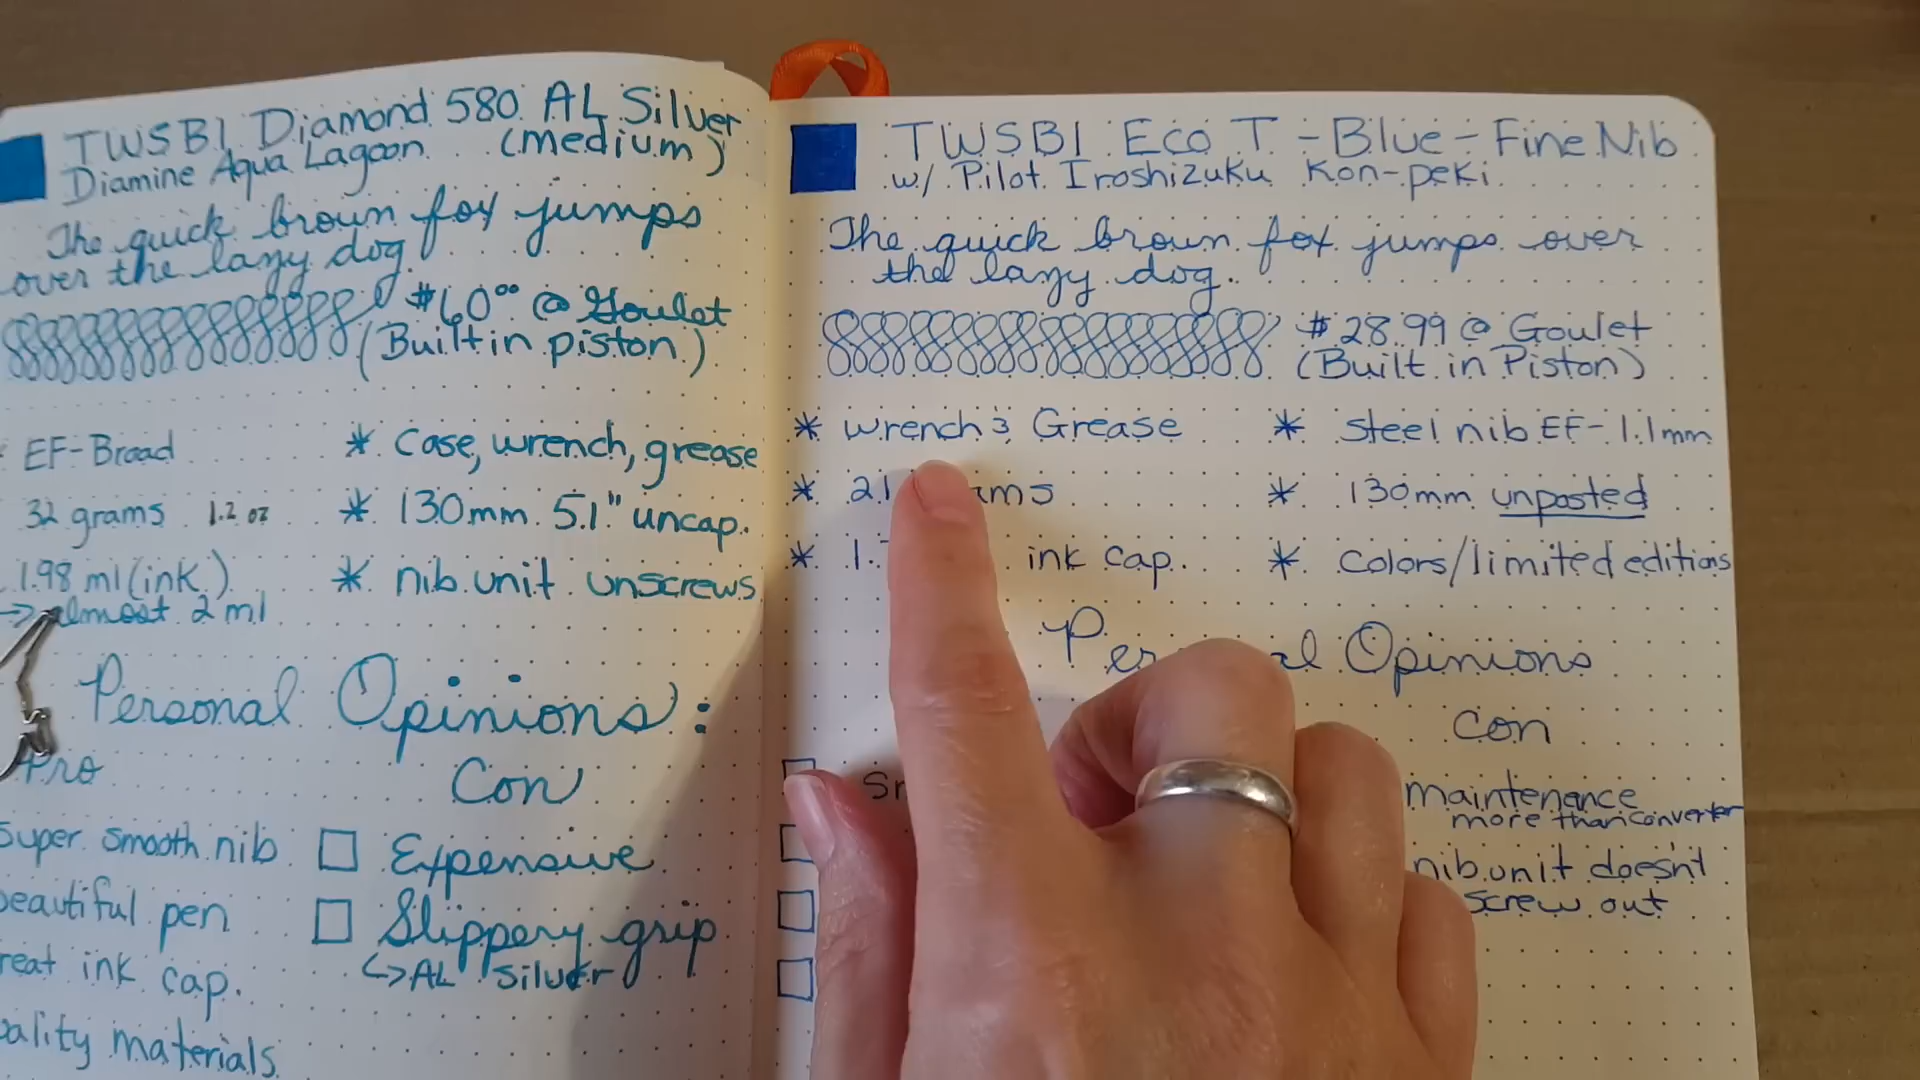 TWSBI Diamond 580 AL Silver
Diamine Aqua Lagoon (medium)
The quick brown fox jumps
over the lazy dog
$60⁰⁰ @ Goulet
(Built in piston)
EF-Broad
* Case, wrench, grease
32 grams 1.2 oz
* 130mm 5.1" uncap.
1.98 ml (ink)
→ almost 2 ml
* nib unit unscrews
Personal Opinions:
Pro
Con
Super smooth nib
□ Expensive
beautiful pen
□ Slippery grip
↳ AL Silver
great ink cap.
quality materials
TWSBI Eco T - Blue - Fine Nib
w/ Pilot Iroshizuku Kon-peki
The quick brown fox jumps over
the lazy dog.
$28.99 @ Goulet
(Built in Piston)
* wrench & Grease
* steel nib EF - 1.1mm
* 130mm unposted
* ink cap.
* Colors/limited editions
Personal Opinions
Con
maintenance
more than converter
nib unit doesn't
screw out